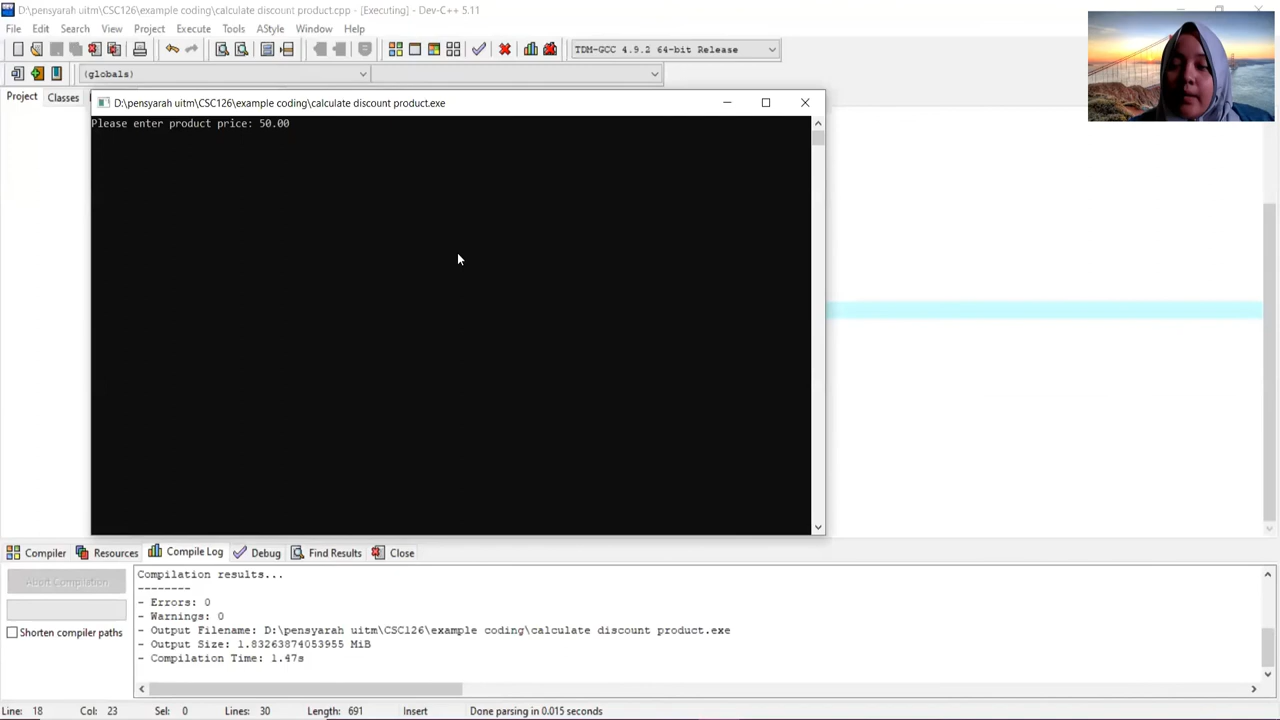 D:\pensyarah uitm\CSC126\example coding\calculate discount product.cpp - [Executing] - Dev-C++ 5.11
File Edit Search View Project Execute Tools AStyle Window Help
TDM-GCC 4.9.2 64-bit Release
(globals)
Project Classes
D:\pensyarah uitm\CSC126\example coding\calculate discount product.exe
Please enter product price: 50.00
Compiler Resources Compile Log Debug Find Results Close
Abort Compilation
Shorten compiler paths
Compilation results...
--------
- Errors: 0
- Warnings: 0
- Output Filename: D:\pensyarah uitm\CSC126\example coding\calculate discount product.exe
- Output Size: 1.83263874053955 MiB
- Compilation Time: 1.47s
Line: 18 Col: 23 Sel: 0 Lines: 30 Length: 691 Insert Done parsing in 0.015 seconds